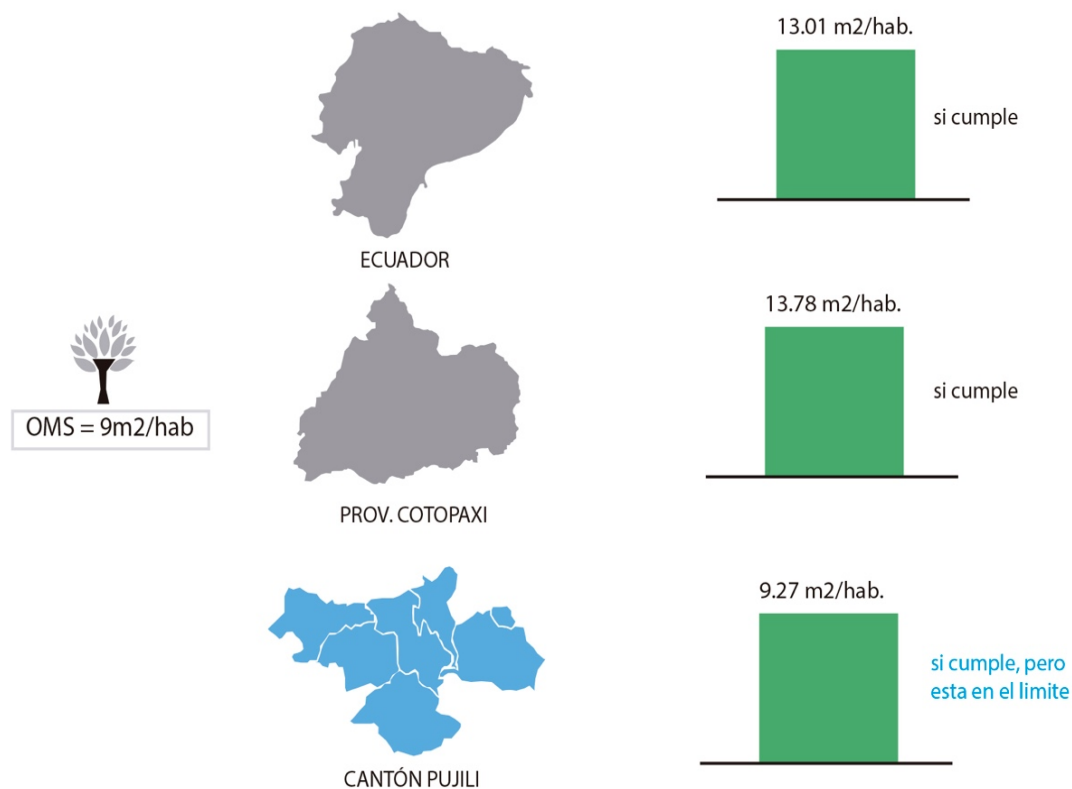 13.01 m2/hab.
si cumple
ECUADOR
OMS = 9m2/hab
13.78 m2/hab.
si cumple
PROV. COTOPAXI
9.27 m2/hab.
si cumple, pero
esta en el limite
CANTÓN PUJILI